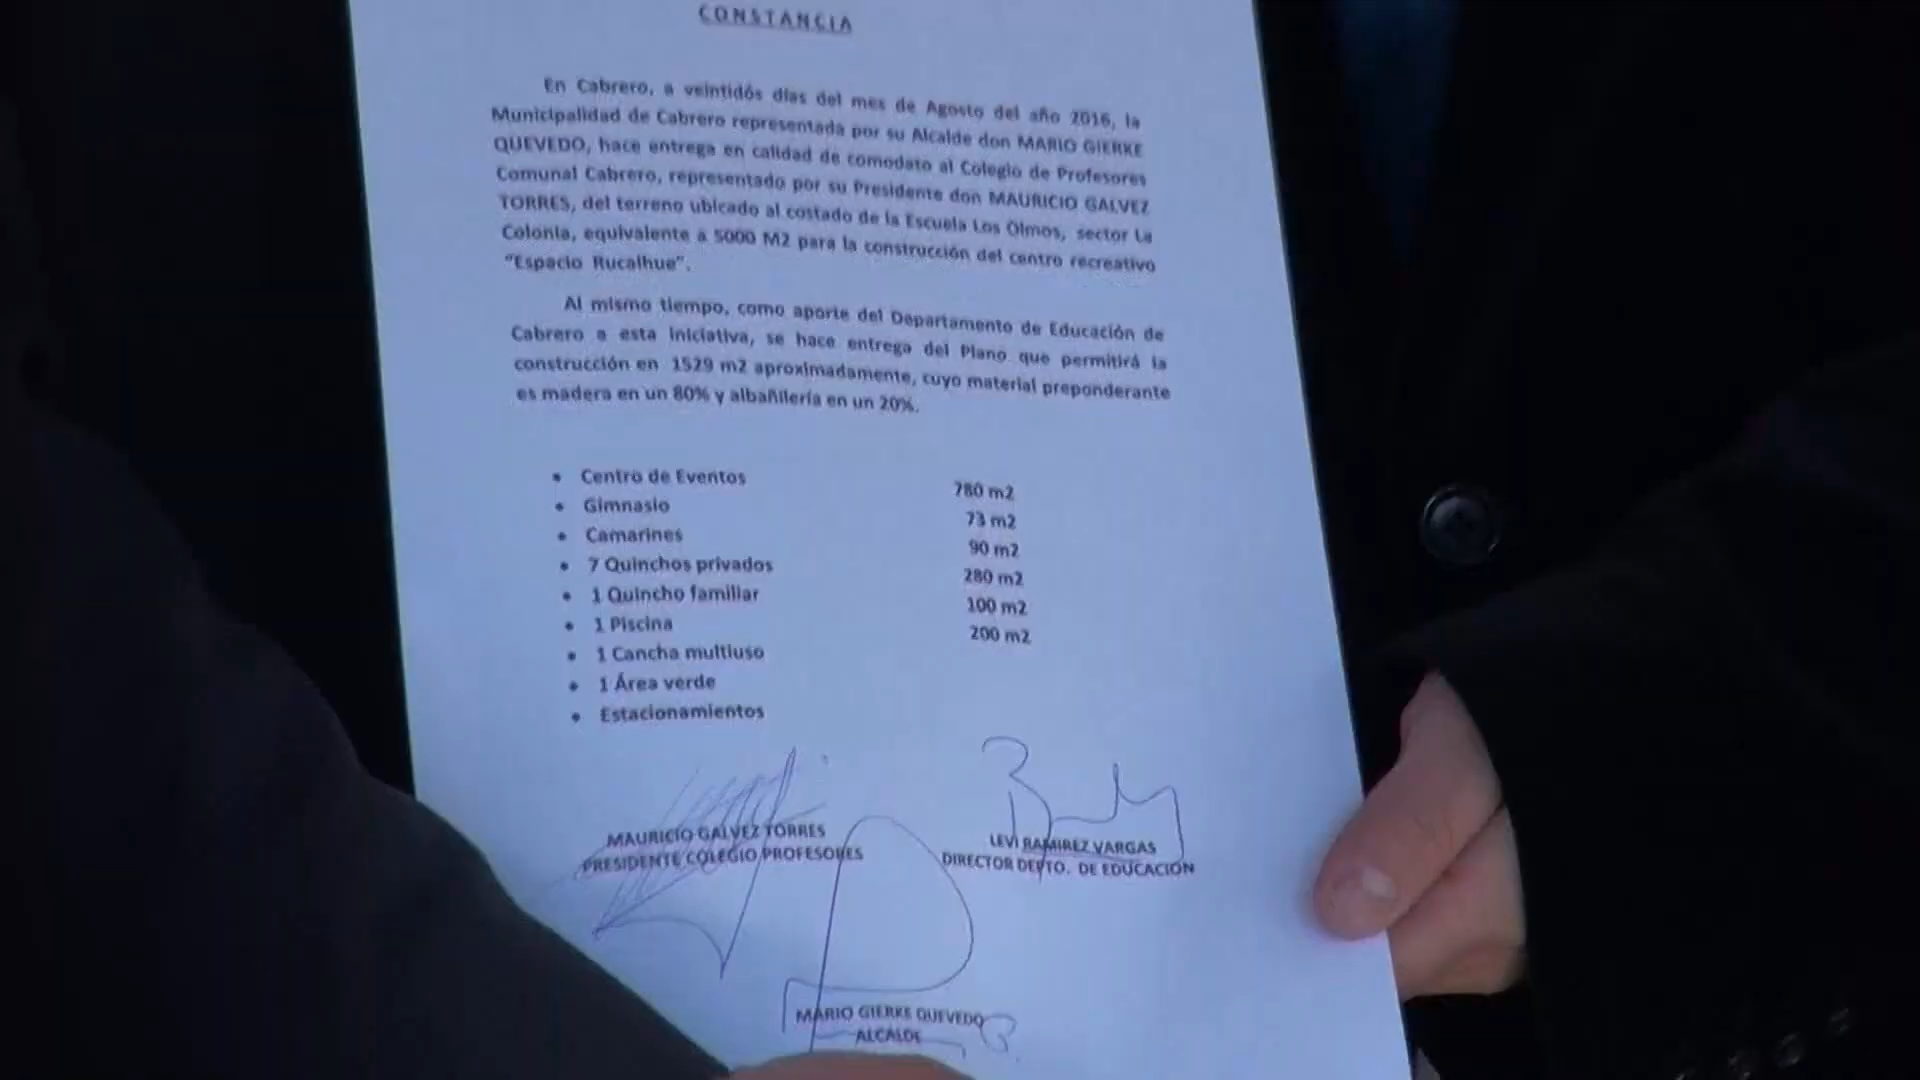 CONSTANCIA
En Cabrero, a veintidós días del mes de Agosto del año 2016, la
Municipalidad de Cabrero representada por su Alcalde don MARIO GIERKE
QUEVEDO, hace entrega en calidad de comodato al Colegio de Profesores
Comunal Cabrero, representado por su Presidente don MAURICIO GALVEZ
TORRES, del terreno ubicado al costado de la Escuela Los Olmos, sector La
Colonia, equivalente a 5000 M2 para la construcción del centro recreativo
"Espacio Rucalhue".
Al mismo tiempo, como aporte del Departamento de Educación de
Cabrero a esta iniciativa, se hace entrega del Plano que permitirá la
construcción en 1529 m2 aproximadamente, cuyo material preponderante
es madera en un 80% y albañilería en un 20%.
• Centro de Eventos 780 m2
• Gimnasio 73 m2
• Camarines 90 m2
• 7 Quinchos privados 280 m2
• 1 Quincho familiar 100 m2
• 1 Piscina 200 m2
• 1 Cancha multiuso
• 1 Área verde
• Estacionamientos
MAURICIO GALVEZ TORRES
PRESIDENTE COLEGIO PROFESORES
LEVI RAMIREZ VARGAS
DIRECTOR DEPTO. DE EDUCACIÓN
MARIO GIERKE QUEVEDO
ALCALDE